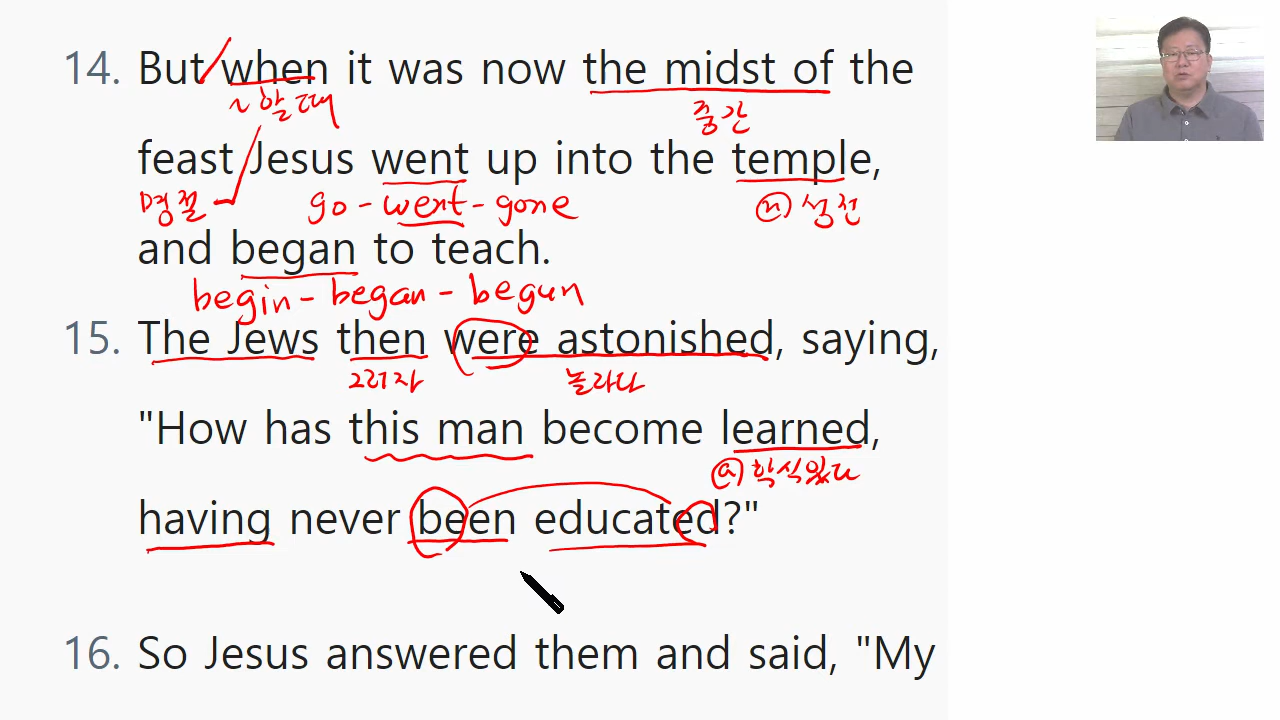 14. But when it was now the midst of the
~할 때 중간
feast Jesus went up into the temple,
명절 go - went - gone ⓝ 성전
and began to teach.
begin - began - begun
15. The Jews then were astonished, saying,
그러자 놀라다
"How has this man become learned,
ⓐ 학식있다
having never been educated?"
16. So Jesus answered them and said, "My